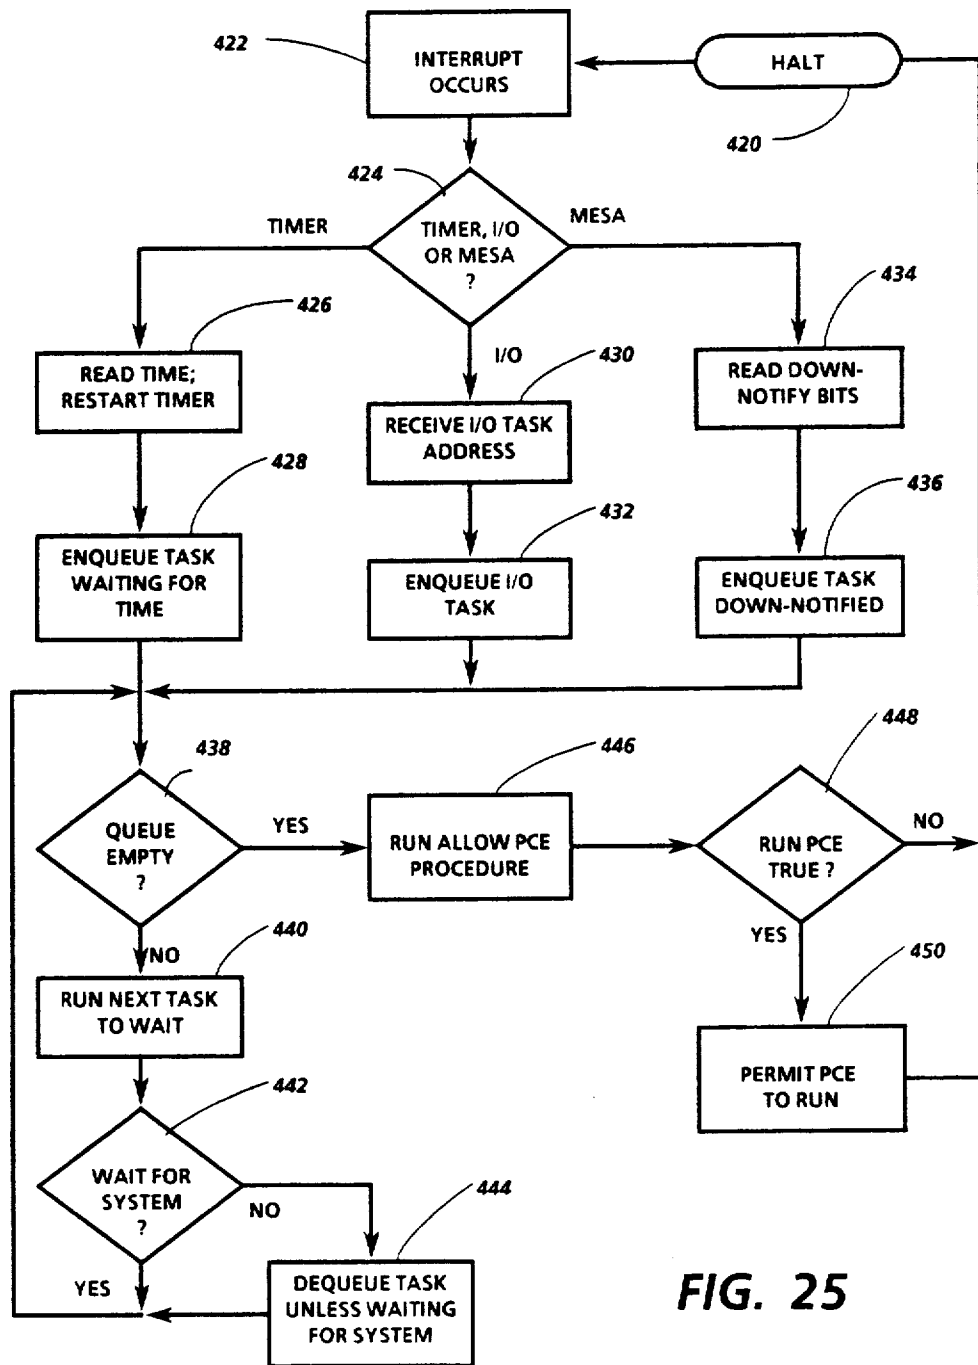 422
INTERRUPT
OCCURS
HALT
420
424
TIMER
TIMER, I/O
OR MESA
?
MESA
426
READ TIME;
RESTART TIMER
I/O
430
RECEIVE I/O TASK
ADDRESS
434
READ DOWN-
NOTIFY BITS
428
ENQUEUE TASK
WAITING FOR
TIME
432
ENQUEUE I/O
TASK
436
ENQUEUE TASK
DOWN-NOTIFIED
438
QUEUE
EMPTY
?
YES
446
RUN ALLOW PCE
PROCEDURE
448
RUN PCE
TRUE ?
NO
YES
NO
440
RUN NEXT TASK
TO WAIT
450
PERMIT PCE
TO RUN
442
WAIT FOR
SYSTEM
?
NO
YES
444
DEQUEUE TASK
UNLESS WAITING
FOR SYSTEM
FIG. 25